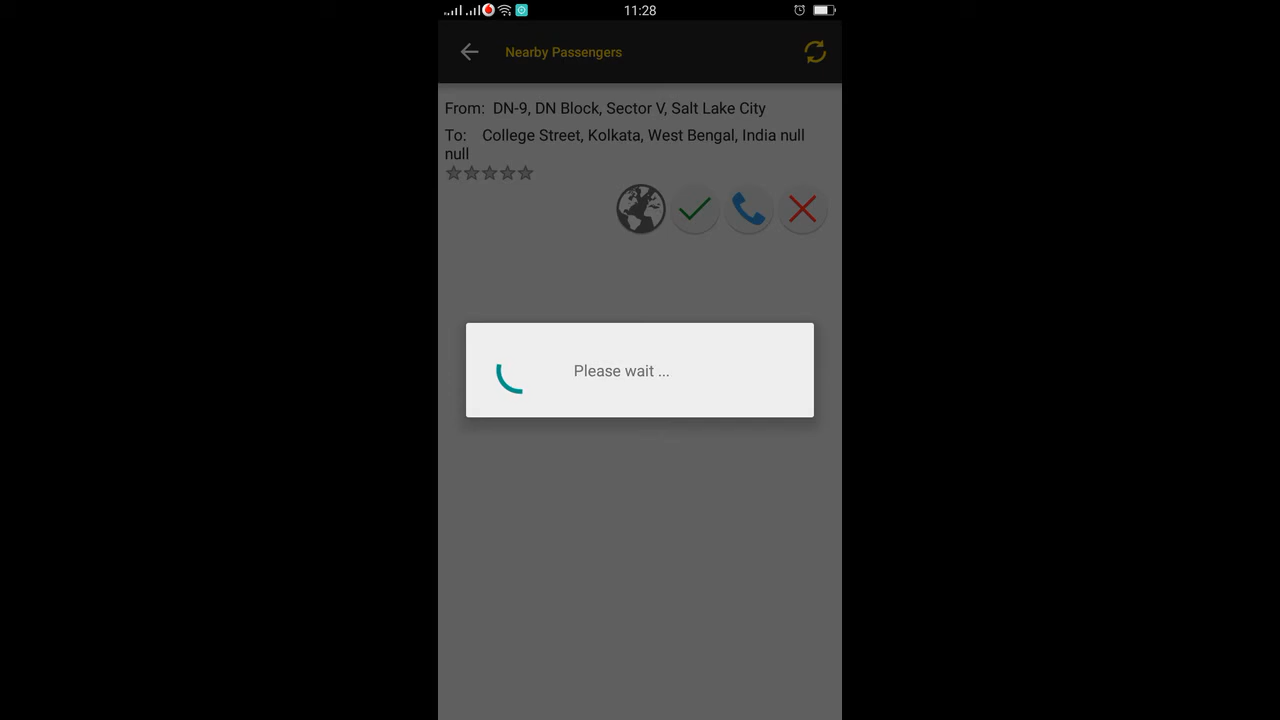 11:28
Nearby Passengers
From: DN-9, DN Block, Sector V, Salt Lake City
To: College Street, Kolkata, West Bengal, India null
null
Please wait ...